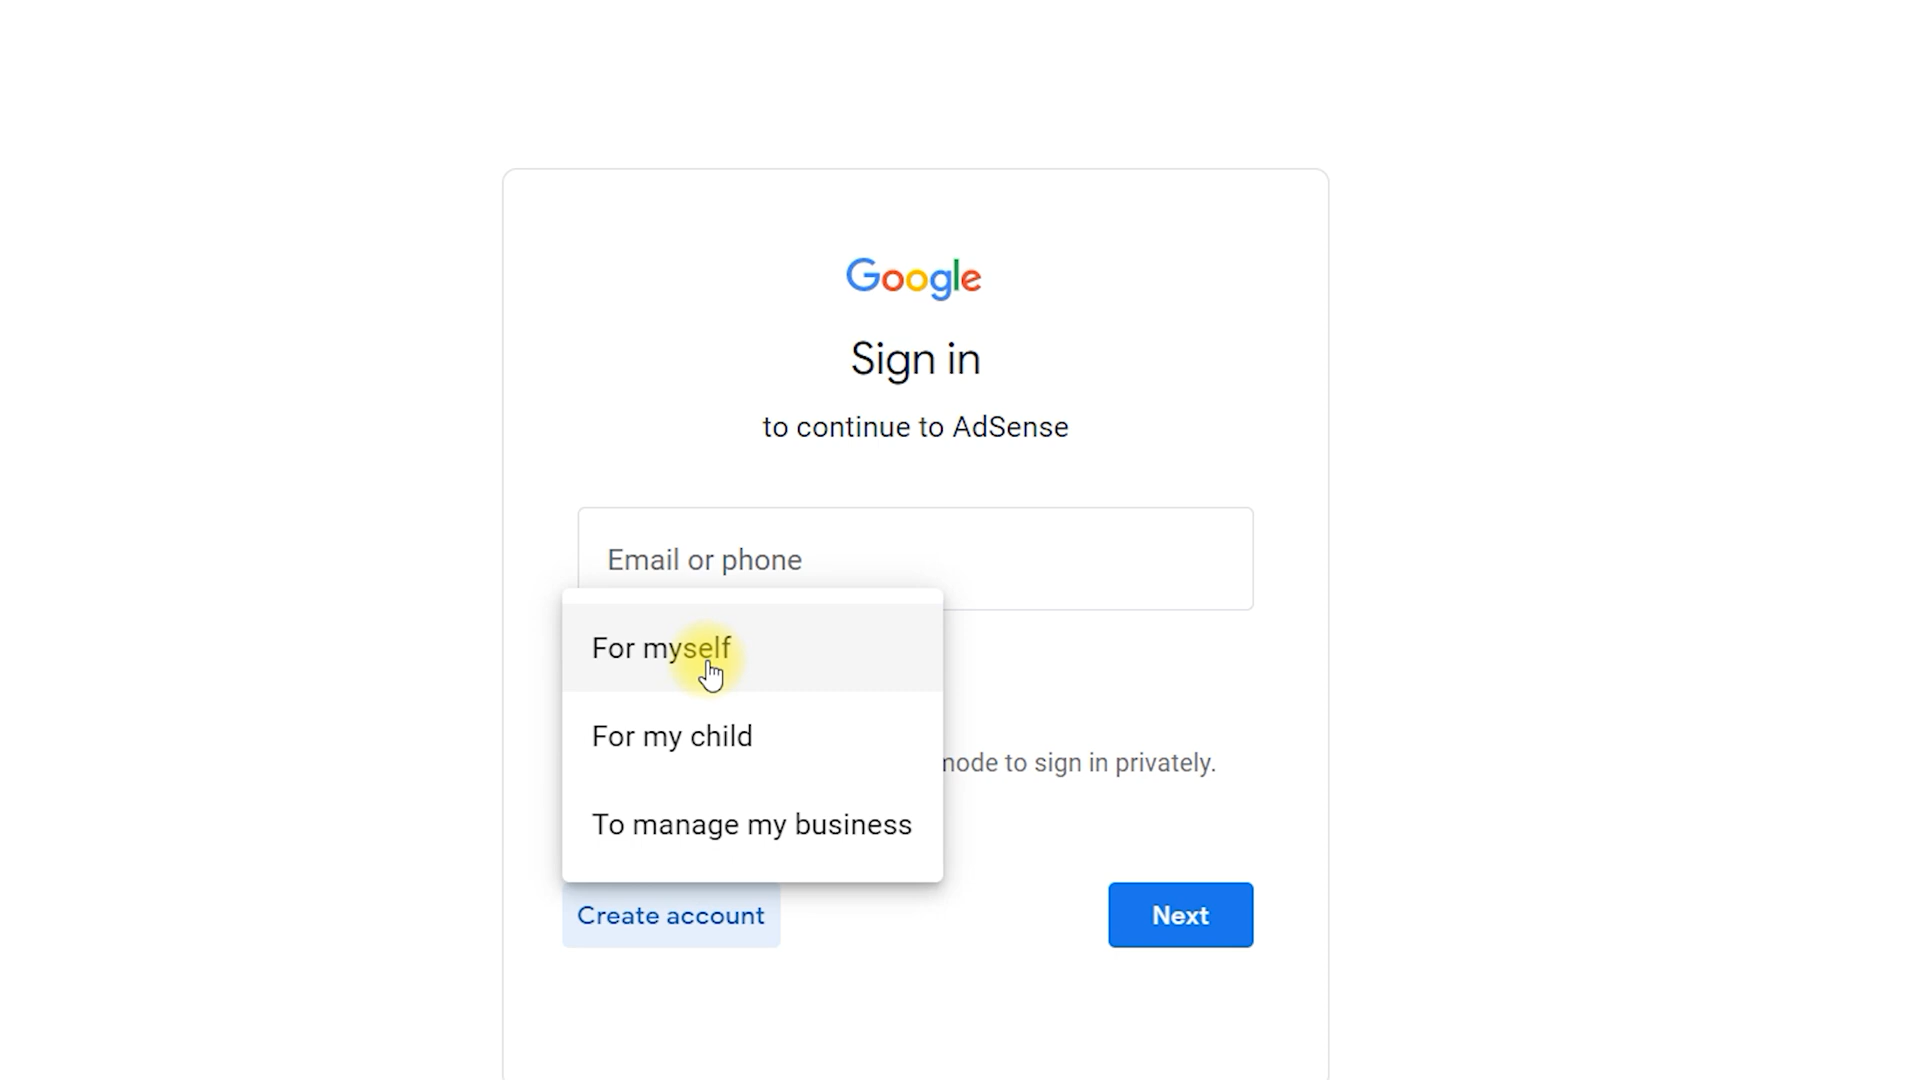 Google
Sign in
to continue to AdSense
Email or phone
For myself
For my child
mode to sign in privately.
To manage my business
Create account
Next